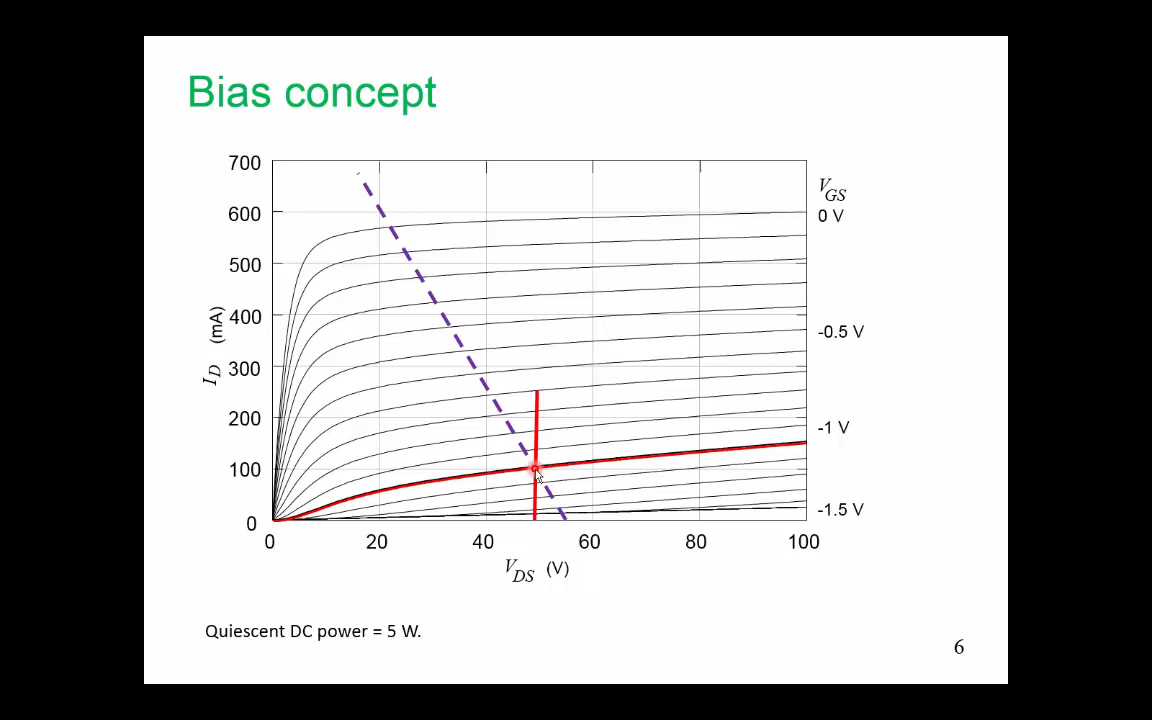 Bias concept
700
600
500
400
300
200
100
0
I_D (mA)
0 20 40 60 80 100
V_DS (V)
V_GS
0 V
-0.5 V
-1 V
-1.5 V
Quiescent DC power = 5 W.
6